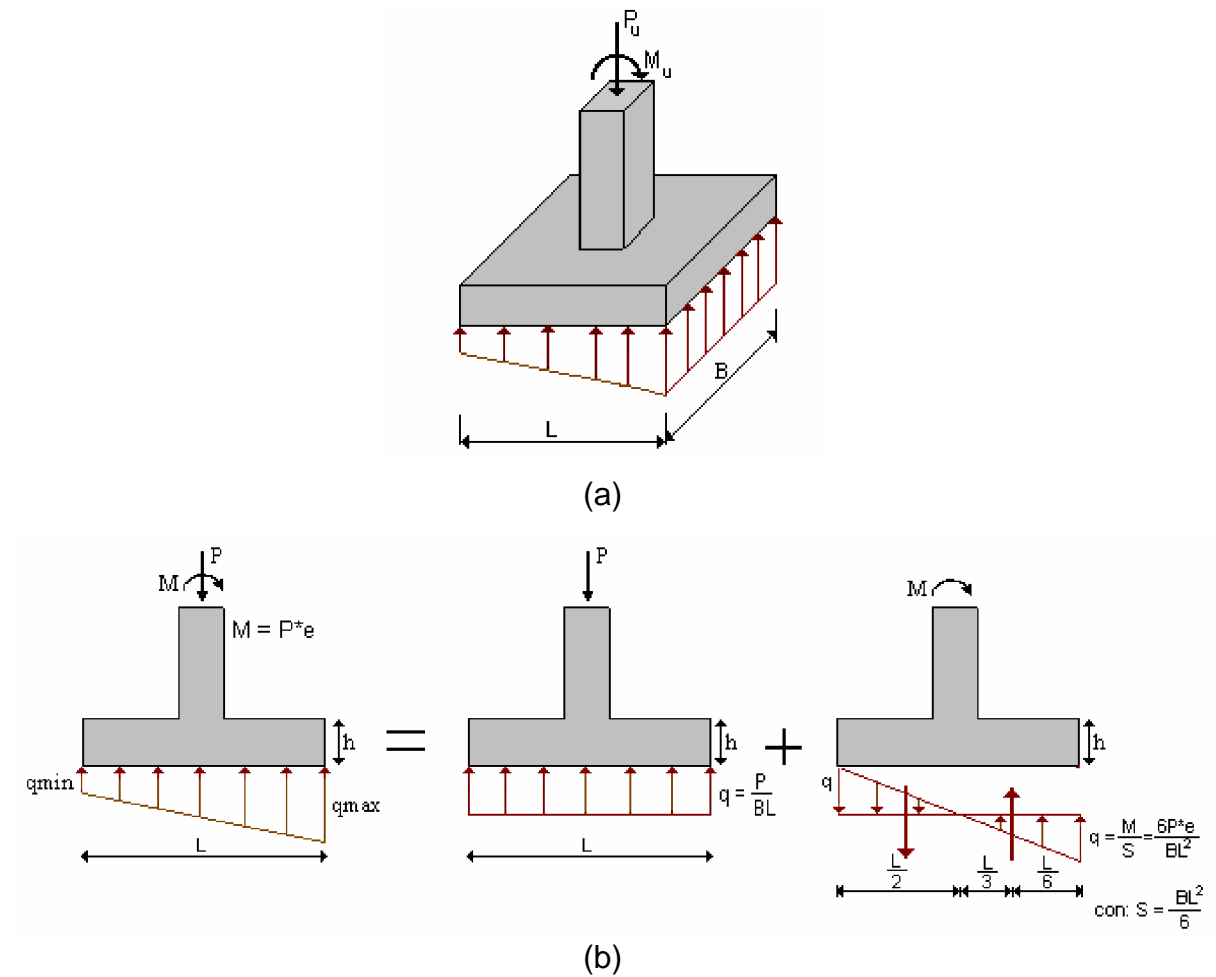 Pu
Mu
B
L
(a)
P
M
M = P*e
h
qmin
qmax
L
=
P
h
q = P/BL
L
+
M
h
q
q = M/S = 6P*e/BL²
L/2
L/3
L/6
con: S = BL²/6
(b)